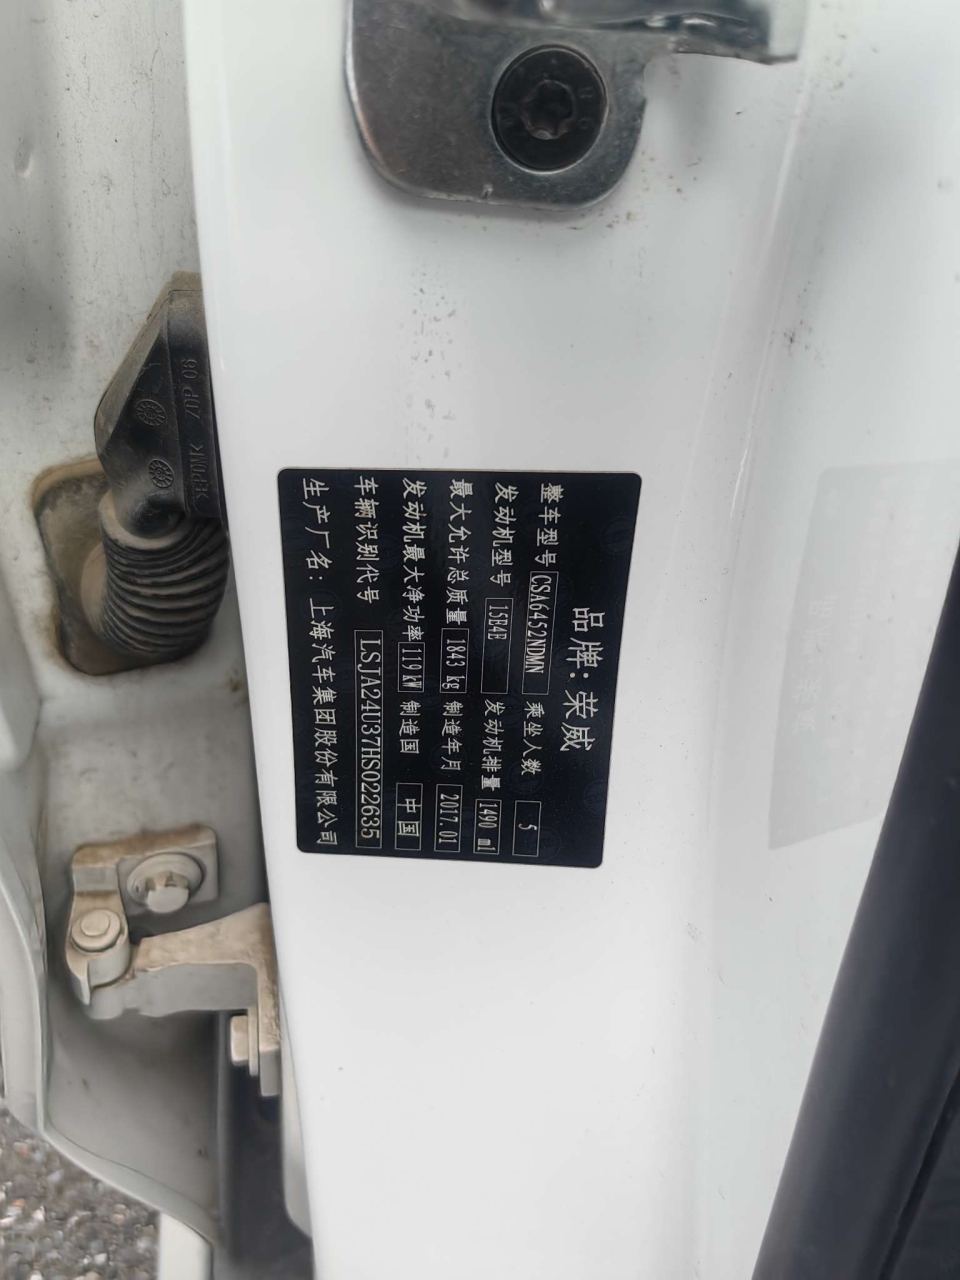 品牌: 荣威
整车型号 CSA6452NDMN 乘坐人数 5
发动机型号 15E4E 发动机排量 1490 ml
最大允许总质量 1843 kg 制造年月 2017.01
发动机最大净功率 119 kW 制造国 中国
车辆识别代号 LSJA24U37HS022635
生产厂名: 上海汽车集团股份有限公司
>EPDM< 70P 06